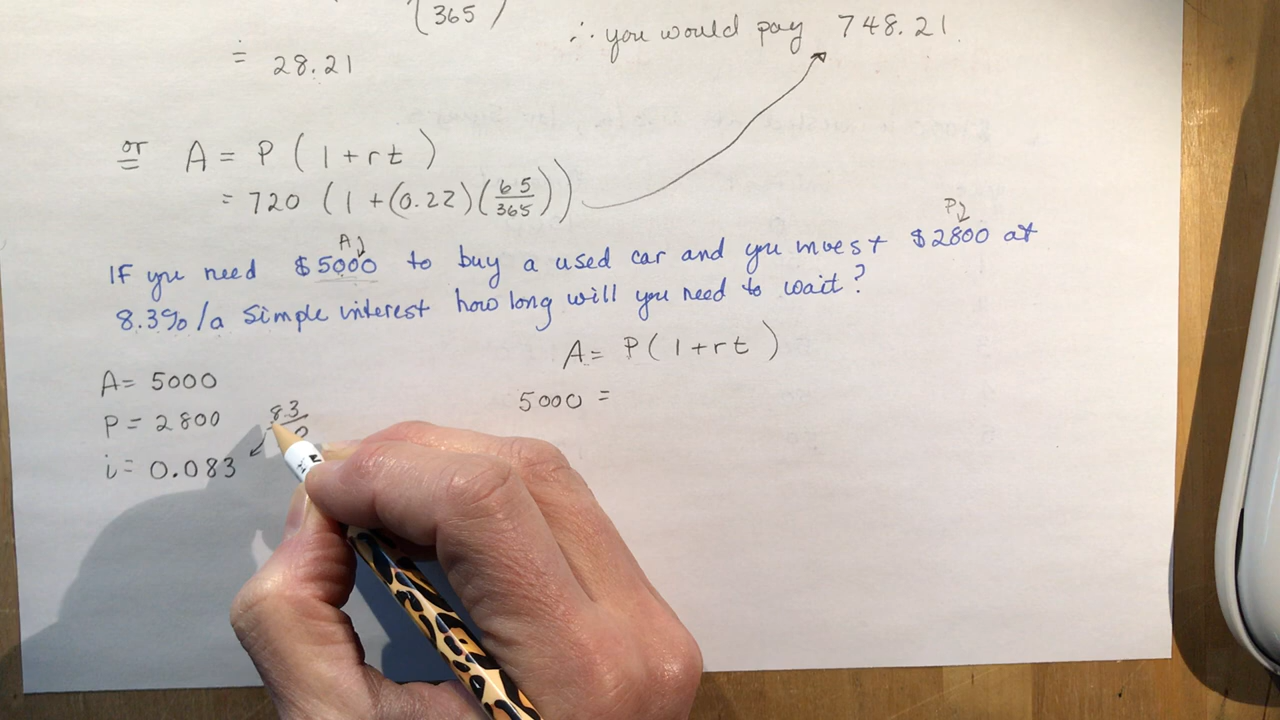 (365)
≐ 28.21
∴ you would pay 748.21
or A = P (1+rt)
= 720 (1+(0.22)(65/365))
A P
IF you need $5000 to buy a used car and you invest $2800 at
8.3%/a simple interest how long will you need to wait?
A= P(1+rt)
A= 5000
5000 =
P= 2800
8.3
i= 0.083